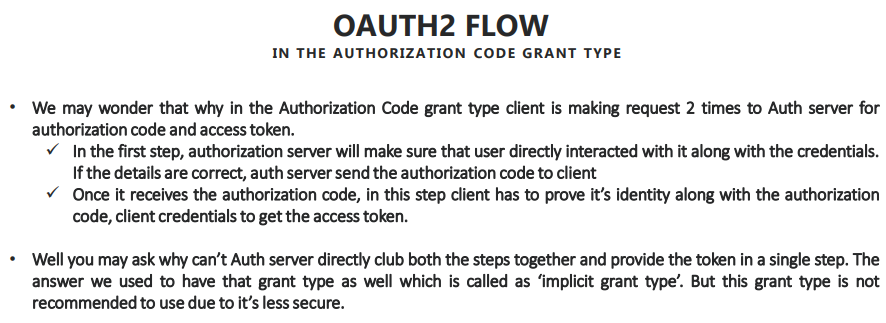 OAUTH2 FLOW
IN THE AUTHORIZATION CODE GRANT TYPE
• We may wonder that why in the Authorization Code grant type client is making request 2 times to Auth server for
authorization code and access token.
✓ In the first step, authorization server will make sure that user directly interacted with it along with the credentials.
If the details are correct, auth server send the authorization code to client
✓ Once it receives the authorization code, in this step client has to prove it's identity along with the authorization
code, client credentials to get the access token.
• Well you may ask why can't Auth server directly club both the steps together and provide the token in a single step. The
answer we used to have that grant type as well which is called as 'implicit grant type'. But this grant type is not
recommended to use due to it's less secure.